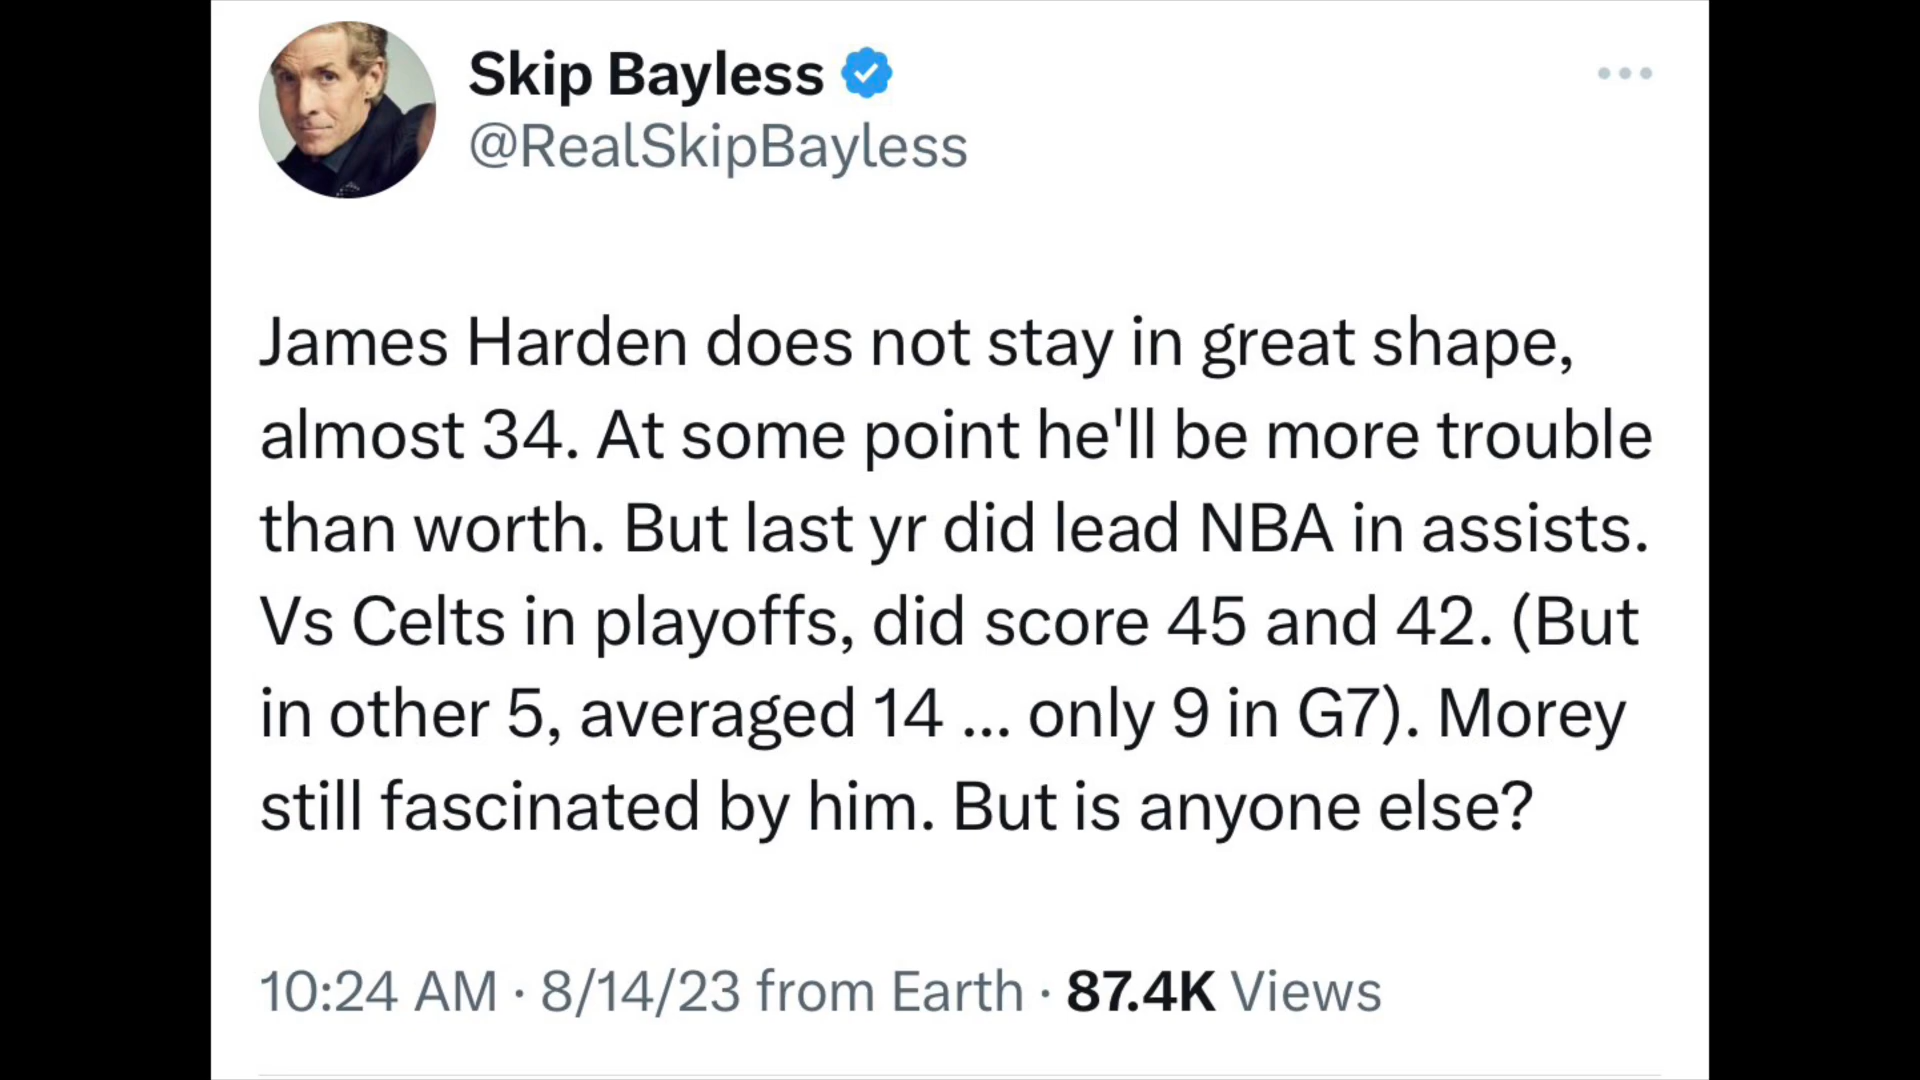 Skip Bayless
@RealSkipBayless
James Harden does not stay in great shape,
almost 34. At some point he'll be more trouble
than worth. But last yr did lead NBA in assists.
Vs Celts in playoffs, did score 45 and 42. (But
in other 5, averaged 14 ... only 9 in G7). Morey
still fascinated by him. But is anyone else?
10:24 AM · 8/14/23 from Earth · 87.4K Views